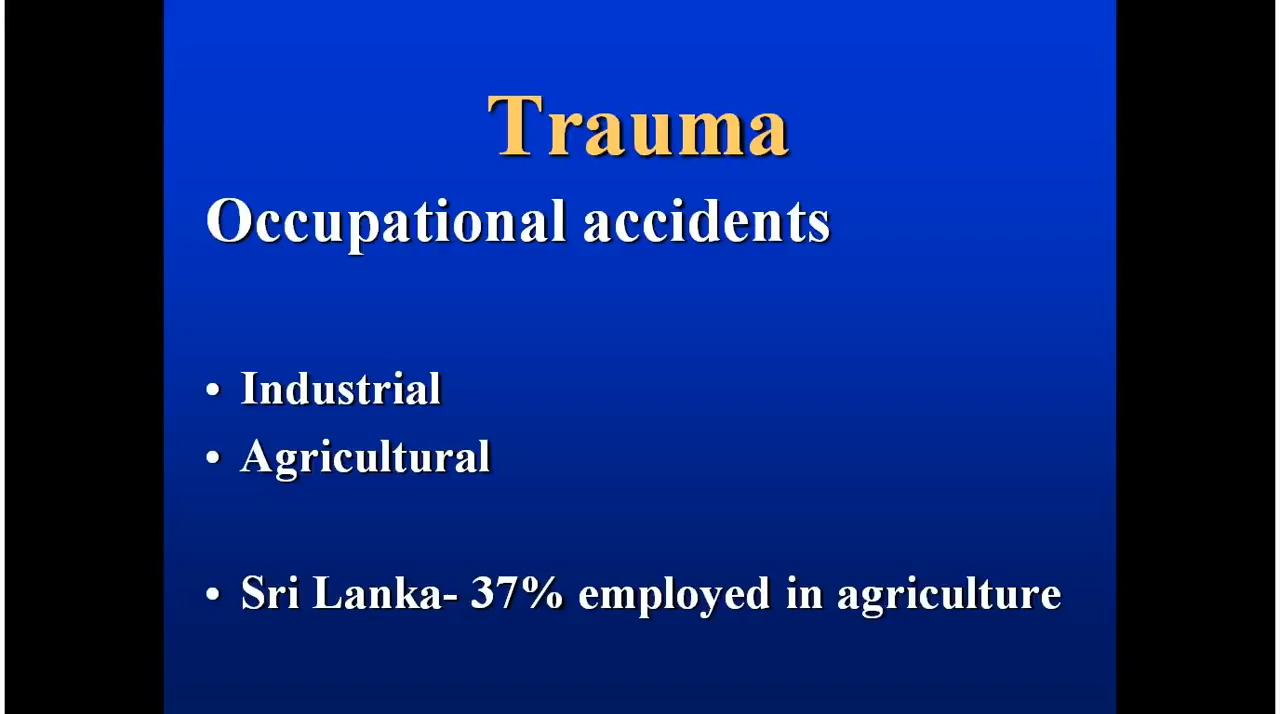 Trauma
Occupational accidents
• Industrial
• Agricultural
• Sri Lanka- 37% employed in agriculture